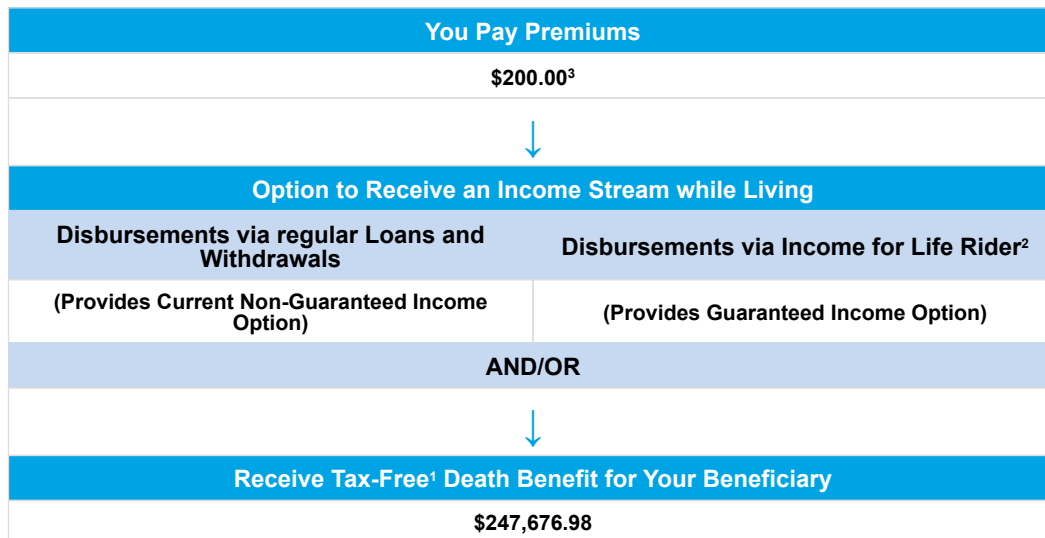 You Pay Premiums
$200.00³
↓
Option to Receive an Income Stream while Living
Disbursements via regular Loans and
Withdrawals
Disbursements via Income for Life Rider²
(Provides Current Non-Guaranteed Income
Option)
(Provides Guaranteed Income Option)
AND/OR
↓
Receive Tax-Free¹ Death Benefit for Your Beneficiary
$247,676.98